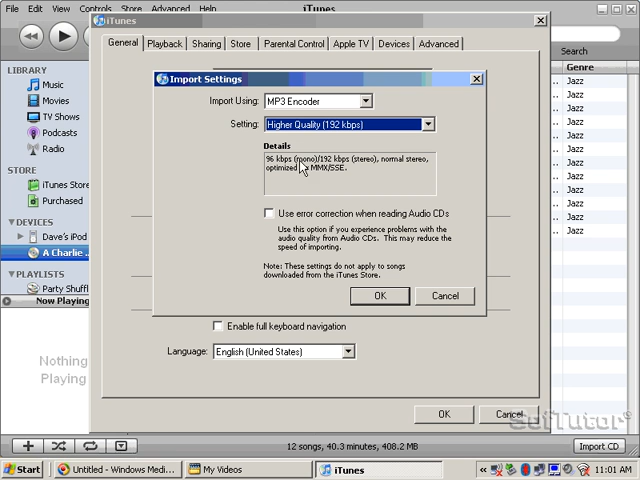 File Edit View Controls Store Advanced Help
iTunes
iTunes
General Playback Sharing Store Parental Control Apple TV Devices Advanced
Search
Genre
LIBRARY
Music
Movies
TV Shows
Podcasts
Radio
STORE
iTunes Store
Purchased
DEVICES
Dave's iPod
A Charlie ..
PLAYLISTS
Party Shuffl
Now Playing
Nothing
Playing
Import Settings
Import Using: MP3 Encoder
Setting: Higher Quality (192 kbps)
Details
96 kbps (mono)/192 kbps (stereo), normal stereo,
optimized MMX/SSE.
Use error correction when reading Audio CDs
Use this option if you experience problems with the
audio quality from Audio CDs. This may reduce the
speed of importing.
Note: These settings do not apply to songs
downloaded from the iTunes Store.
OK Cancel
Enable full keyboard navigation
Language: English (United States)
OK Cancel
Jazz
Jazz
Jazz
Jazz
Jazz
Jazz
Jazz
Jazz
Jazz
Jazz
Jazz
Jazz
SofTutor®
12 songs, 40.3 minutes, 408.2 MB
Import CD
Start
Untitled - Windows Medi...
My Videos
iTunes
11:01 AM